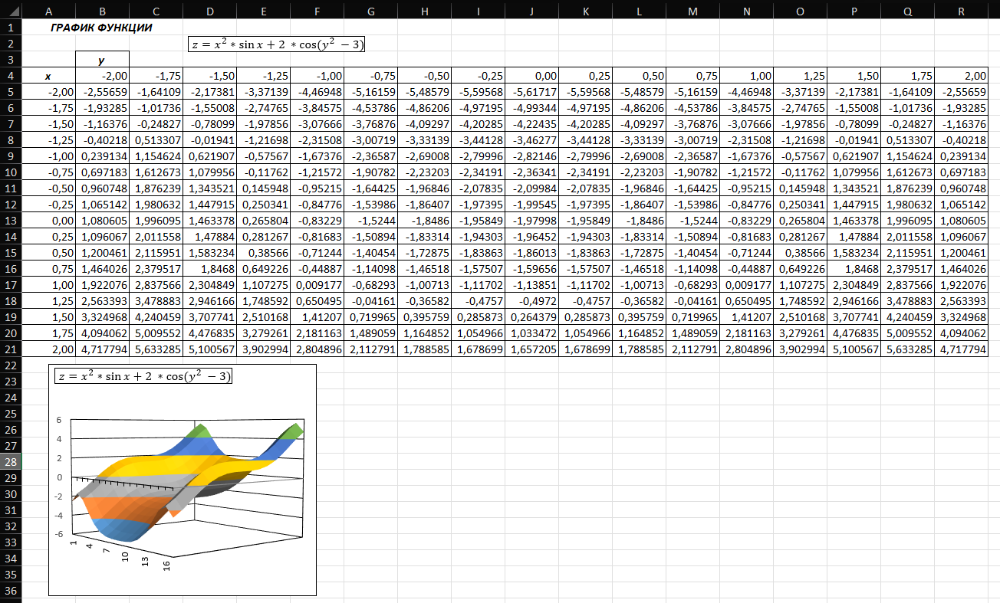 A B C D E F G H I J K L M N O P Q R
1 ГРАФИК ФУНКЦИИ
2 z = x² * sin x + 2 * cos(y² − 3)
3 y
4 x -2,00 -1,75 -1,50 -1,25 -1,00 -0,75 -0,50 -0,25 0,00 0,25 0,50 0,75 1,00 1,25 1,50 1,75 2,00
5 -2,00 -2,55659 -1,64109 -2,17381 -3,37139 -4,46948 -5,16159 -5,48579 -5,59568 -5,61717 -5,59568 -5,48579 -5,16159 -4,46948 -3,37139 -2,17381 -1,64109 -2,55659
6 -1,75 -1,93285 -1,01736 -1,55008 -2,74765 -3,84575 -4,53786 -4,86206 -4,97195 -4,99344 -4,97195 -4,86206 -4,53786 -3,84575 -2,74765 -1,55008 -1,01736 -1,93285
7 -1,50 -1,16376 -0,24827 -0,78099 -1,97856 -3,07666 -3,76876 -4,09297 -4,20285 -4,22435 -4,20285 -4,09297 -3,76876 -3,07666 -1,97856 -0,78099 -0,24827 -1,16376
8 -1,25 -0,40218 0,513307 -0,01941 -1,21698 -2,31508 -3,00719 -3,33139 -3,44128 -3,46277 -3,44128 -3,33139 -3,00719 -2,31508 -1,21698 -0,01941 0,513307 -0,40218
9 -1,00 0,239134 1,154624 0,621907 -0,57567 -1,67376 -2,36587 -2,69008 -2,79996 -2,82146 -2,79996 -2,69008 -2,36587 -1,67376 -0,57567 0,621907 1,154624 0,239134
10 -0,75 0,697183 1,612673 1,079956 -0,11762 -1,21572 -1,90782 -2,23203 -2,34191 -2,36341 -2,34191 -2,23203 -1,90782 -1,21572 -0,11762 1,079956 1,612673 0,697183
11 -0,50 0,960748 1,876239 1,343521 0,145948 -0,95215 -1,64425 -1,96846 -2,07835 -2,09984 -2,07835 -1,96846 -1,64425 -0,95215 0,145948 1,343521 1,876239 0,960748
12 -0,25 1,065142 1,980632 1,447915 0,250341 -0,84776 -1,53986 -1,86407 -1,97395 -1,99545 -1,97395 -1,86407 -1,53986 -0,84776 0,250341 1,447915 1,980632 1,065142
13 0,00 1,080605 1,996095 1,463378 0,265804 -0,83229 -1,5244 -1,8486 -1,95849 -1,97998 -1,95849 -1,8486 -1,5244 -0,83229 0,265804 1,463378 1,996095 1,080605
14 0,25 1,096067 2,011558 1,47884 0,281267 -0,81683 -1,50894 -1,83314 -1,94303 -1,96452 -1,94303 -1,83314 -1,50894 -0,81683 0,281267 1,47884 2,011558 1,096067
15 0,50 1,200461 2,115951 1,583234 0,38566 -0,71244 -1,40454 -1,72875 -1,83863 -1,86013 -1,83863 -1,72875 -1,40454 -0,71244 0,38566 1,583234 2,115951 1,200461
16 0,75 1,464026 2,379517 1,8468 0,649226 -0,44887 -1,14098 -1,46518 -1,57507 -1,59656 -1,57507 -1,46518 -1,14098 -0,44887 0,649226 1,8468 2,379517 1,464026
17 1,00 1,922076 2,837566 2,304849 1,107275 0,009177 -0,68293 -1,00713 -1,11702 -1,13851 -1,11702 -1,00713 -0,68293 0,009177 1,107275 2,304849 2,837566 1,922076
18 1,25 2,563393 3,478883 2,946166 1,748592 0,650495 -0,04161 -0,36582 -0,4757 -0,4972 -0,4757 -0,36582 -0,04161 0,650495 1,748592 2,946166 3,478883 2,563393
19 1,50 3,324968 4,240459 3,707741 2,510168 1,41207 0,719965 0,395759 0,285873 0,264379 0,285873 0,395759 0,719965 1,41207 2,510168 3,707741 4,240459 3,324968
20 1,75 4,094062 5,009552 4,476835 3,279261 2,181163 1,489059 1,164852 1,054966 1,033472 1,054966 1,164852 1,489059 2,181163 3,279261 4,476835 5,009552 4,094062
21 2,00 4,717794 5,633285 5,100567 3,902994 2,804896 2,112791 1,788585 1,678699 1,657205 1,678699 1,788585 2,112791 2,804896 3,902994 5,100567 5,633285 4,717794
22
23 z = x² * sin x + 2 * cos(y² − 3)
24
25
26 6
27 4
28 2
29 0
30 -2
31 -4
32 -6
33
34 1 4 7 10 13 16
35
36